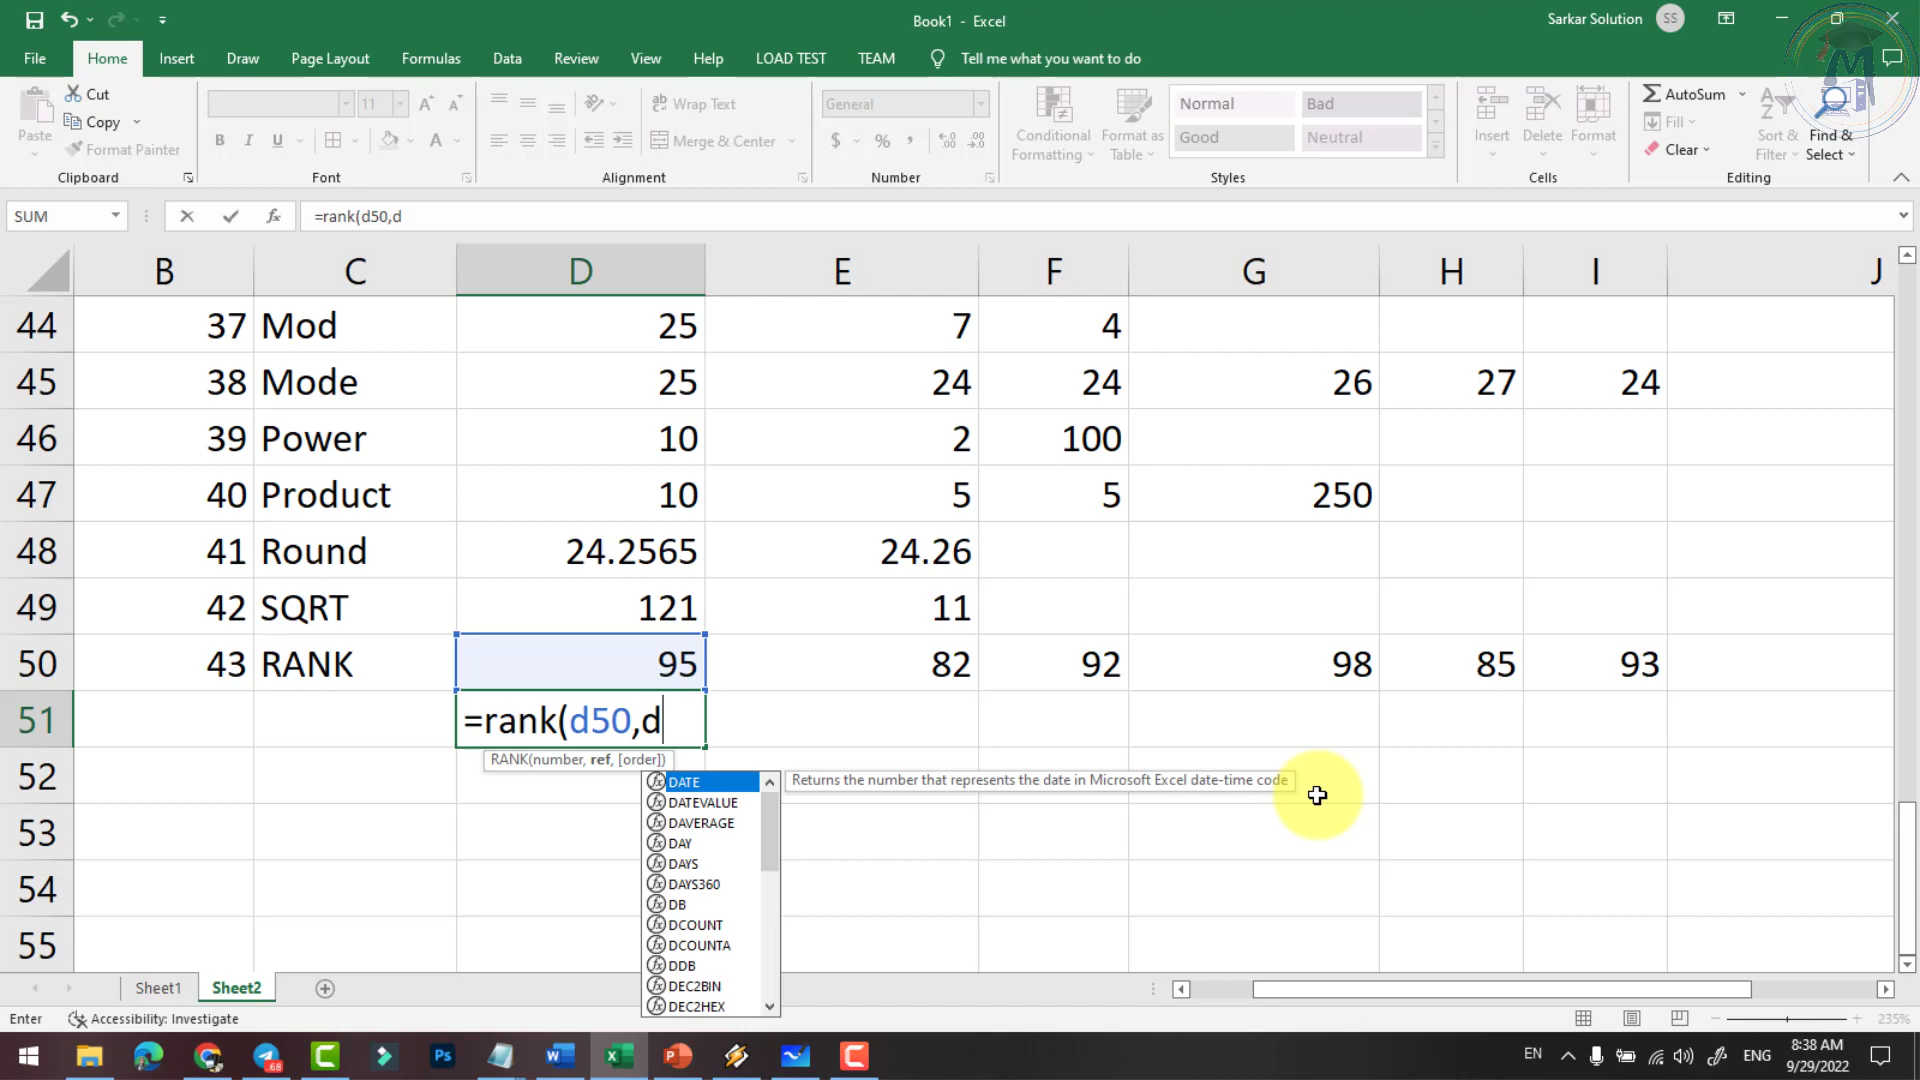 Book1 - Excel
Sarkar Solution SS
File Home Insert Draw Page Layout Formulas Data Review View Help LOAD TEST TEAM Tell me what you want to do
Paste
Cut
Copy
Format Painter
Clipboard
11
B I U
Font
Wrap Text
Merge & Center
Alignment
General
$ % ,
Number
Conditional Formatting
Format as Table
Normal Bad
Good Neutral
Styles
Insert Delete Format
Cells
AutoSum
Fill
Clear
Sort & Filter
Find & Select
Editing
SUM fx =rank(d50,d
B C D E F G H I J
44 37 Mod 25 7 4
45 38 Mode 25 24 24 26 27 24
46 39 Power 10 2 100
47 40 Product 10 5 5 250
48 41 Round 24.2565 24.26
49 42 SQRT 121 11
50 43 RANK 95 82 92 98 85 93
51 =rank(d50,d
RANK(number, ref, [order])
52
53
54
55
DATE Returns the number that represents the date in Microsoft Excel date-time code
DATEVALUE
DAVERAGE
DAY
DAYS
DAYS360
DB
DCOUNT
DCOUNTA
DDB
DEC2BIN
DEC2HEX
Sheet1 Sheet2
Enter Accessibility: Investigate 235%
EN ENG
8:38 AM
9/29/2022